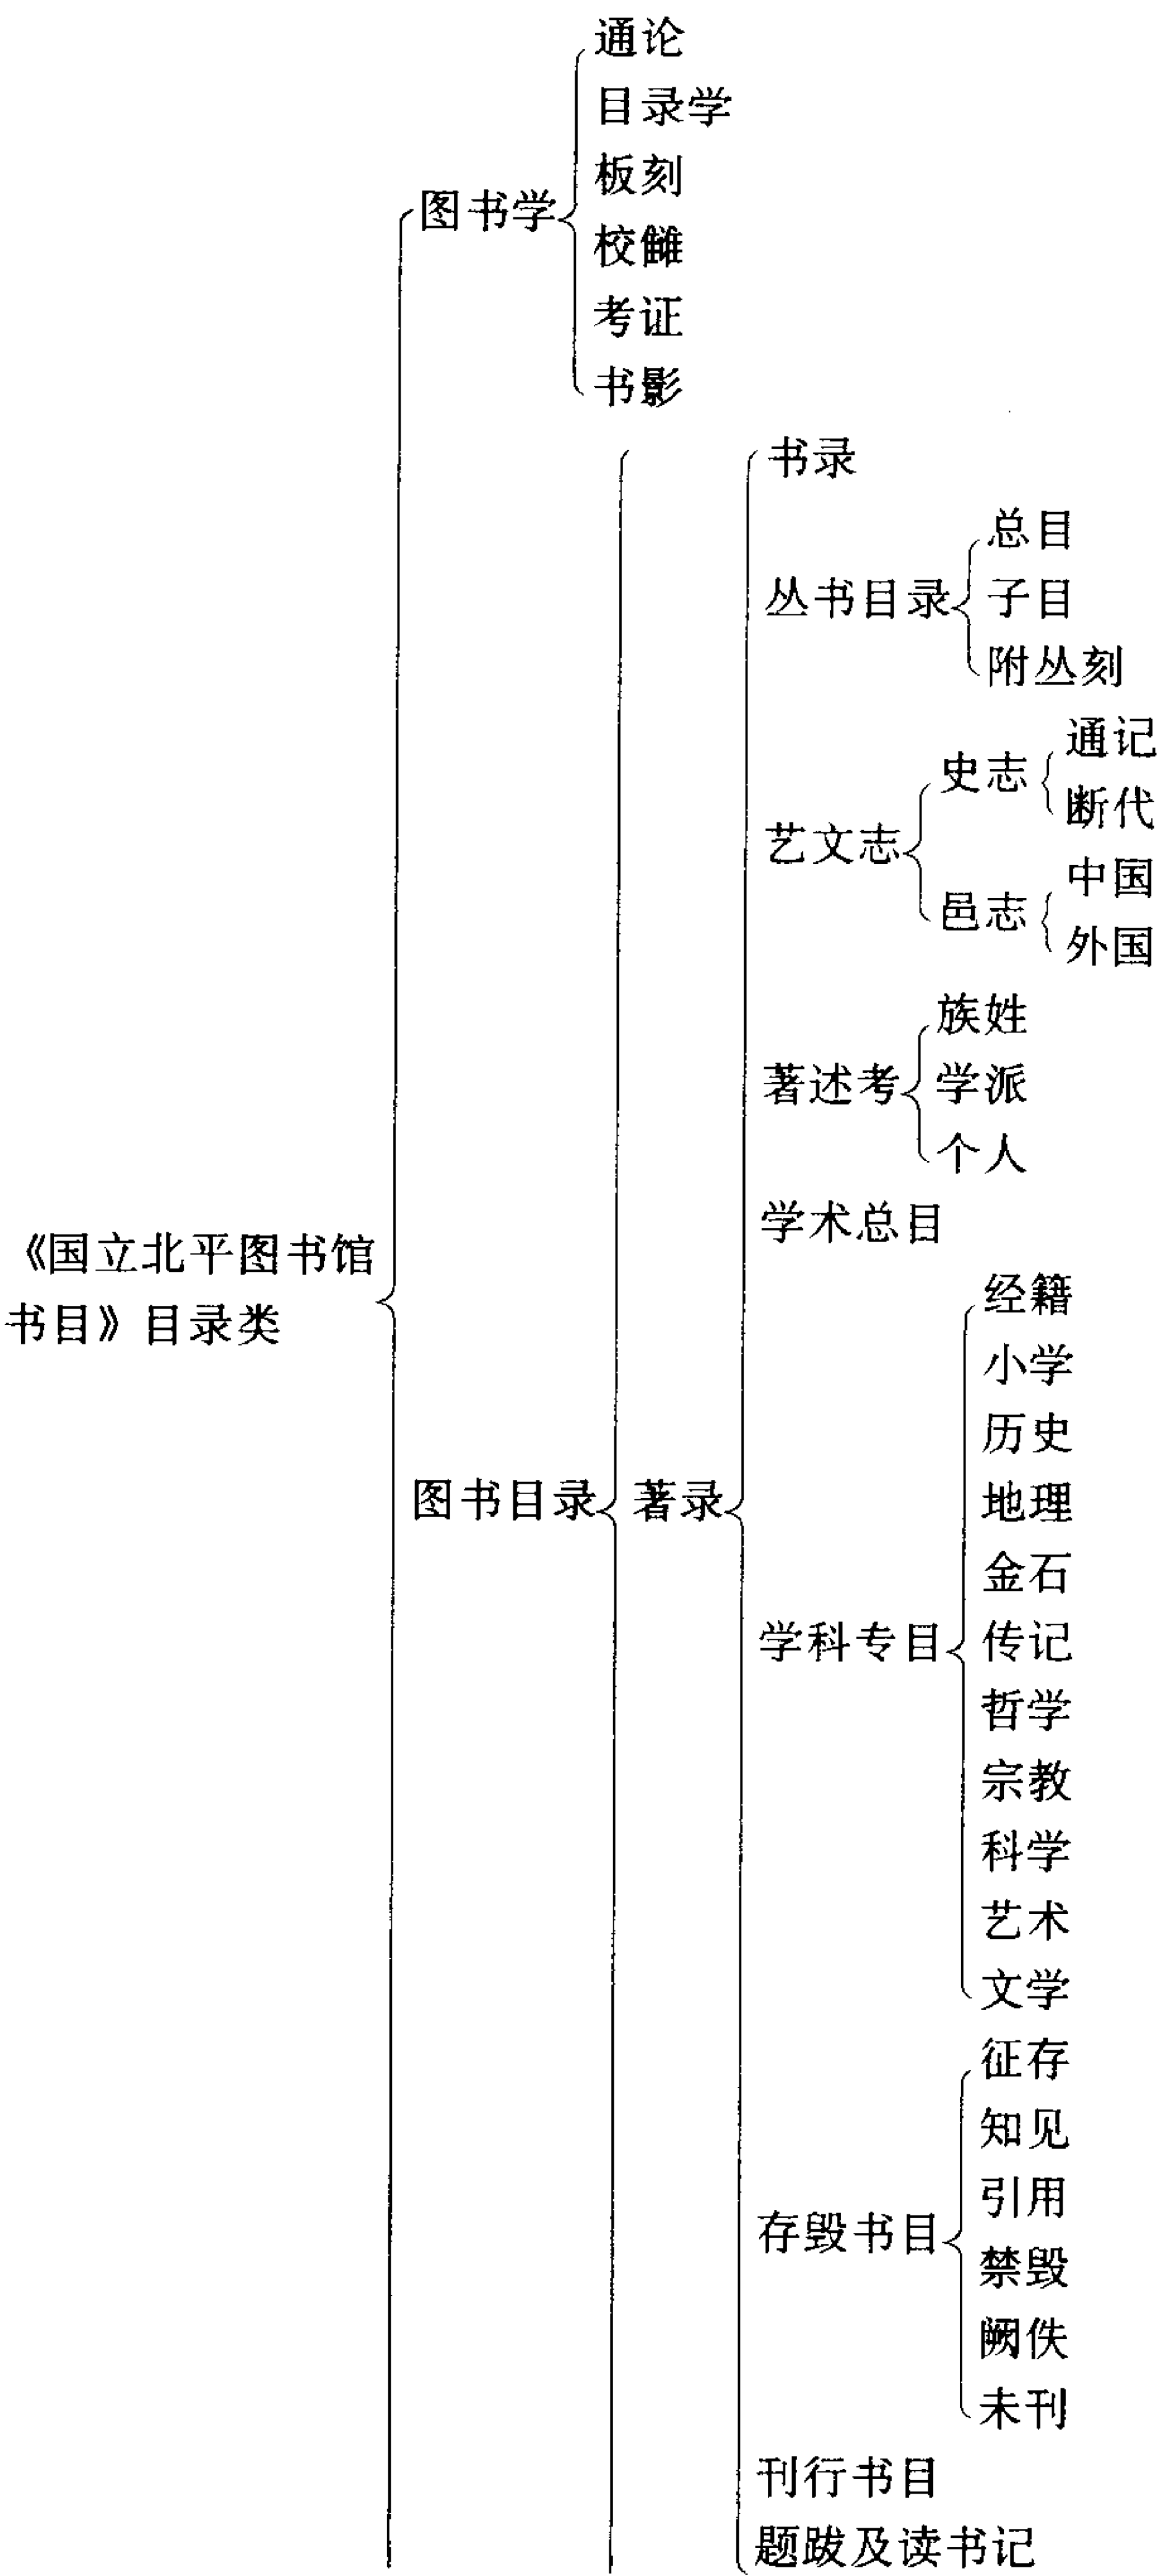 通论
目录学
板刻
图书学
校雠
考证
书影
书录
总目
丛书目录
子目
附丛刻
通记
史志
断代
艺文志
中国
邑志
外国
族姓
著述考
学派
个人
学术总目
《国立北平图书馆
书目》目录类
经籍
小学
历史
图书目录
著录
地理
金石
学科专目
传记
哲学
宗教
科学
艺术
文学
征存
知见
引用
存毁书目
禁毁
阙佚
未刊
刊行书目
题跋及读书记